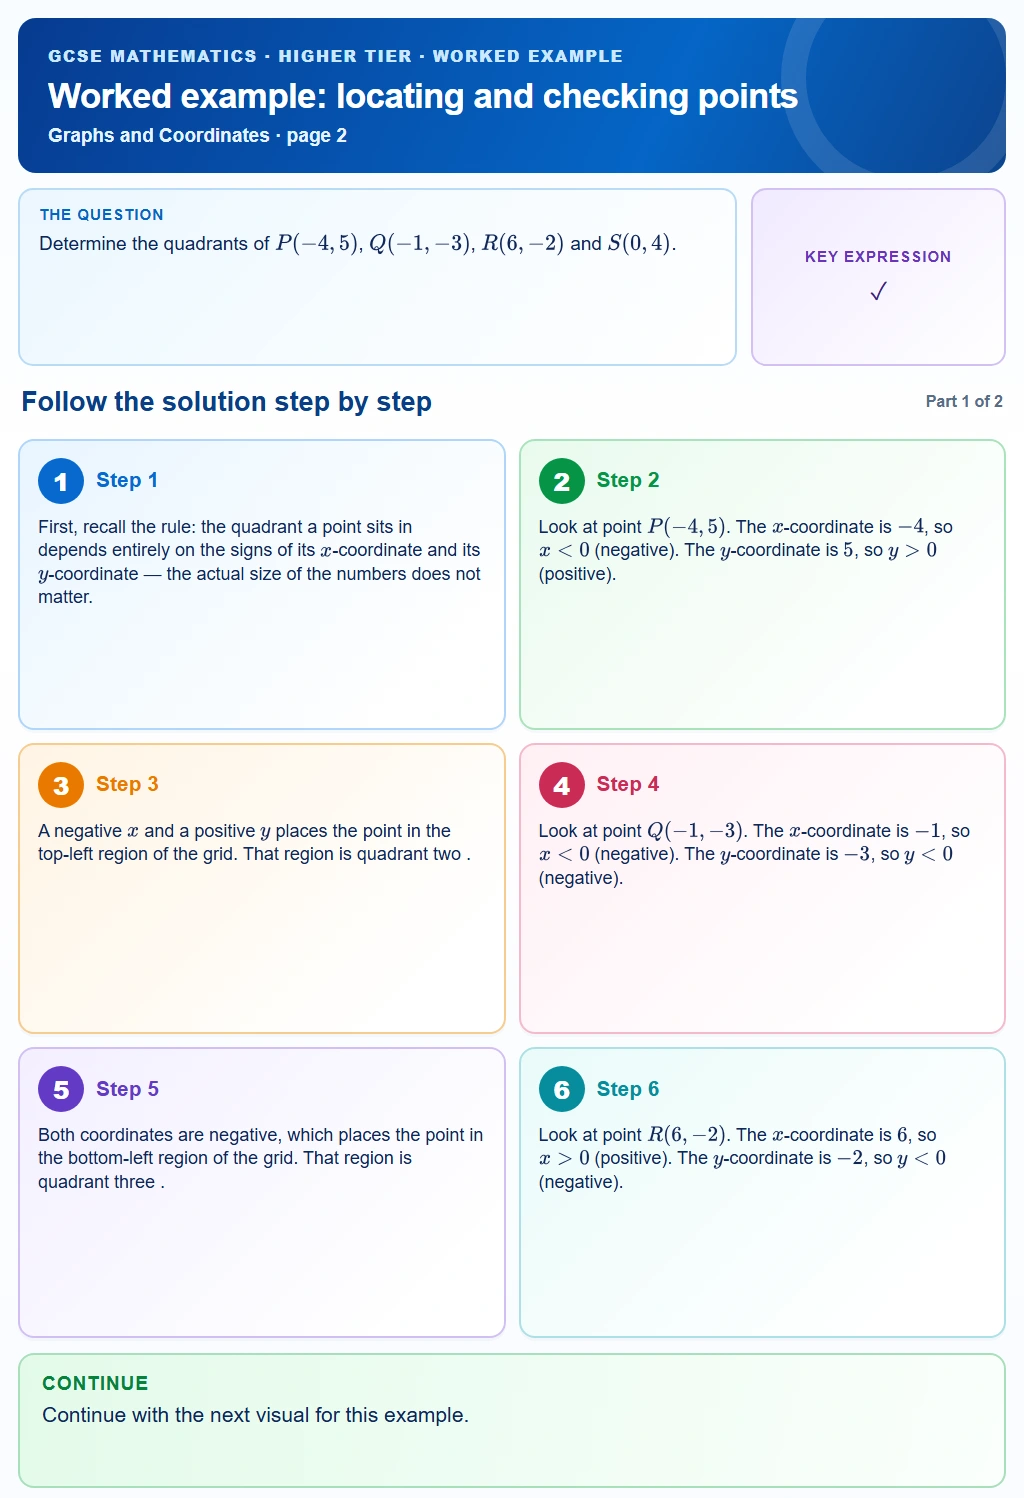 GCSE MATHEMATICS · HIGHER TIER · WORKED EXAMPLE
Worked example: locating and checking points
Graphs and Coordinates · page 2
THE QUESTION
Determine the quadrants of P(−4, 5), Q(−1, −3), R(6, −2) and S(0, 4).
KEY EXPRESSION
✓
Follow the solution step by step
Part 1 of 2
1 Step 1
First, recall the rule: the quadrant a point sits in
depends entirely on the signs of its x-coordinate and its
y-coordinate — the actual size of the numbers does not
matter.
2 Step 2
Look at point P(−4, 5). The x-coordinate is −4, so
x < 0 (negative). The y-coordinate is 5, so y > 0
(positive).
3 Step 3
A negative x and a positive y places the point in the
top-left region of the grid. That region is quadrant two .
4 Step 4
Look at point Q(−1, −3). The x-coordinate is −1, so
x < 0 (negative). The y-coordinate is −3, so y < 0
(negative).
5 Step 5
Both coordinates are negative, which places the point in
the bottom-left region of the grid. That region is
quadrant three .
6 Step 6
Look at point R(6, −2). The x-coordinate is 6, so
x > 0 (positive). The y-coordinate is −2, so y < 0
(negative).
CONTINUE
Continue with the next visual for this example.